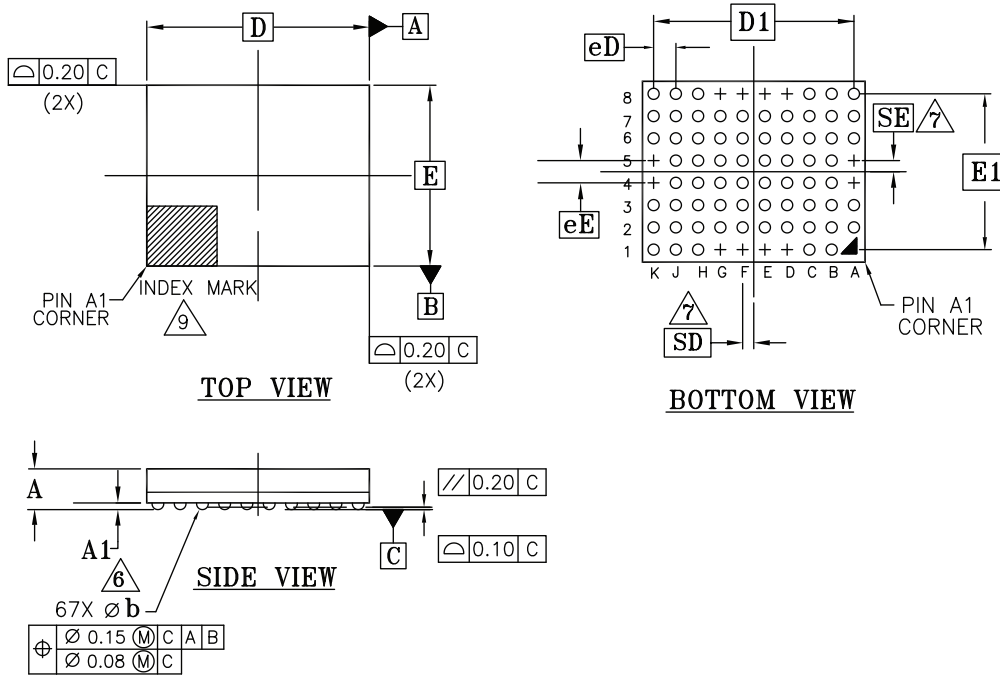 D
A
0.20 C
(2X)
E
PIN A1
CORNER
INDEX MARK
9
B
0.20 C
(2X)
TOP VIEW
D1
eD
8
7
6
5
4
3
2
1
K J H G F E D C B A
SE 7
E1
eE
7
SD
PIN A1
CORNER
BOTTOM VIEW
A
A1
6
// 0.20 C
0.10 C
C
SIDE VIEW
67X Ø b
Ø 0.15 Ⓜ C A B
Ø 0.08 Ⓜ C